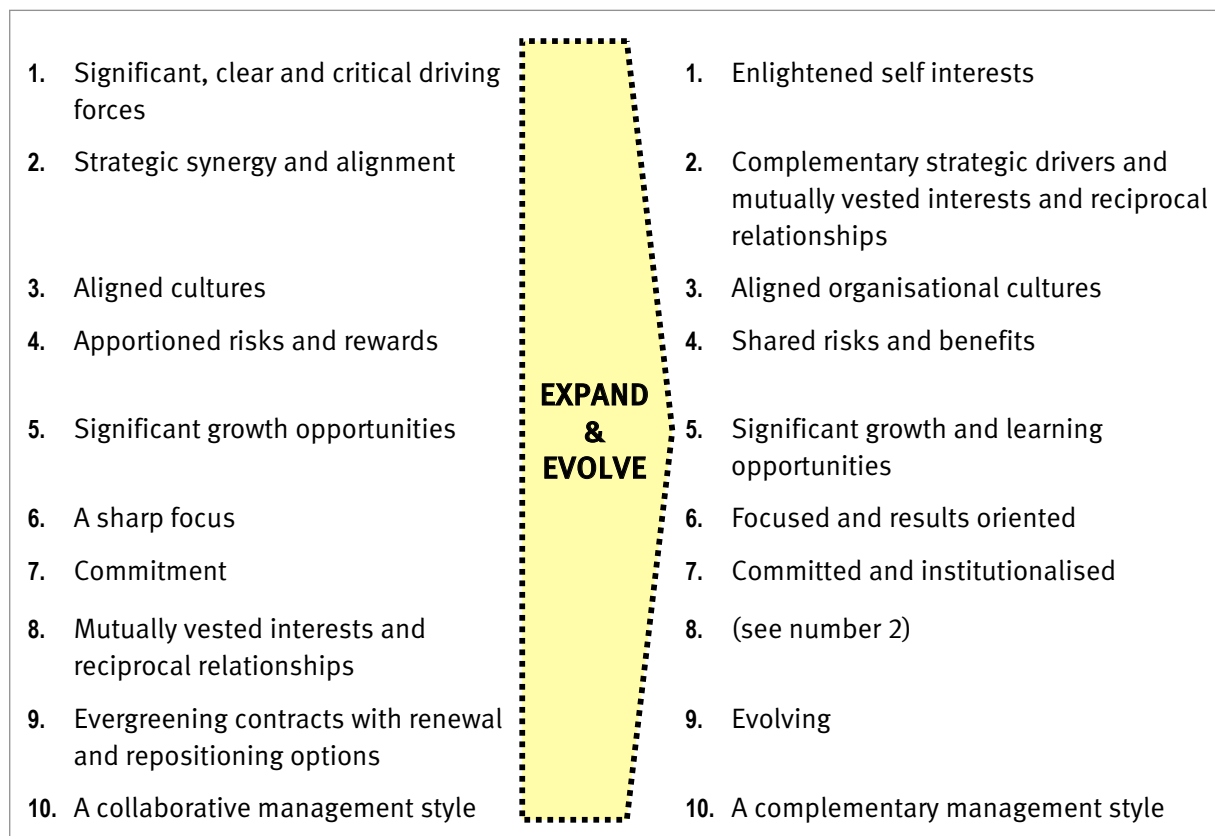 1. Significant, clear and critical driving
forces
2. Strategic synergy and alignment
3. Aligned cultures
4. Apportioned risks and rewards
5. Significant growth opportunities
6. A sharp focus
7. Commitment
8. Mutually vested interests and
reciprocal relationships
9. Evergreening contracts with renewal
and repositioning options
10. A collaborative management style
EXPAND
&
EVOLVE
1. Enlightened self interests
2. Complementary strategic drivers and
mutually vested interests and reciprocal
relationships
3. Aligned organisational cultures
4. Shared risks and benefits
5. Significant growth and learning
opportunities
6. Focused and results oriented
7. Committed and institutionalised
8. (see number 2)
9. Evolving
10. A complementary management style